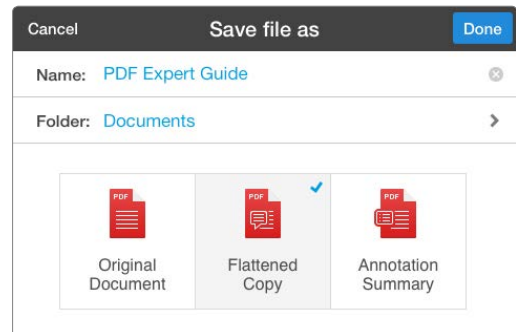 Cancel Save file as Done
Name: PDF Expert Guide
Folder: Documents
PDF PDF PDF
Original Flattened Annotation
Document Copy Summary